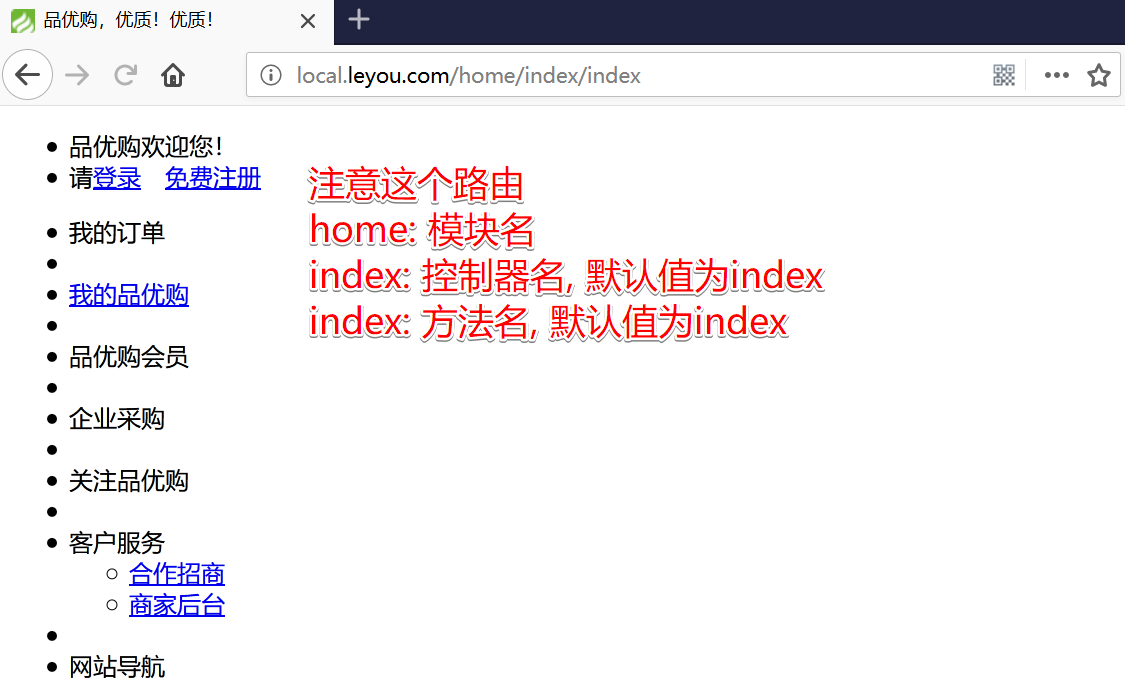 品优购，优质！优质！
local.leyou.com/home/index/index
品优购欢迎您！
请登录 免费注册
注意这个路由
home: 模块名
index: 控制器名, 默认值为index
index: 方法名, 默认值为index
我的订单
我的品优购
品优购会员
企业采购
关注品优购
客户服务
合作招商
商家后台
网站导航